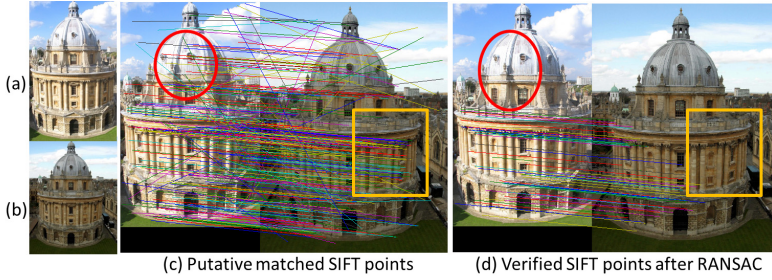 (a)
(b)
(c) Putative matched SIFT points
(d) Verified SIFT points after RANSAC